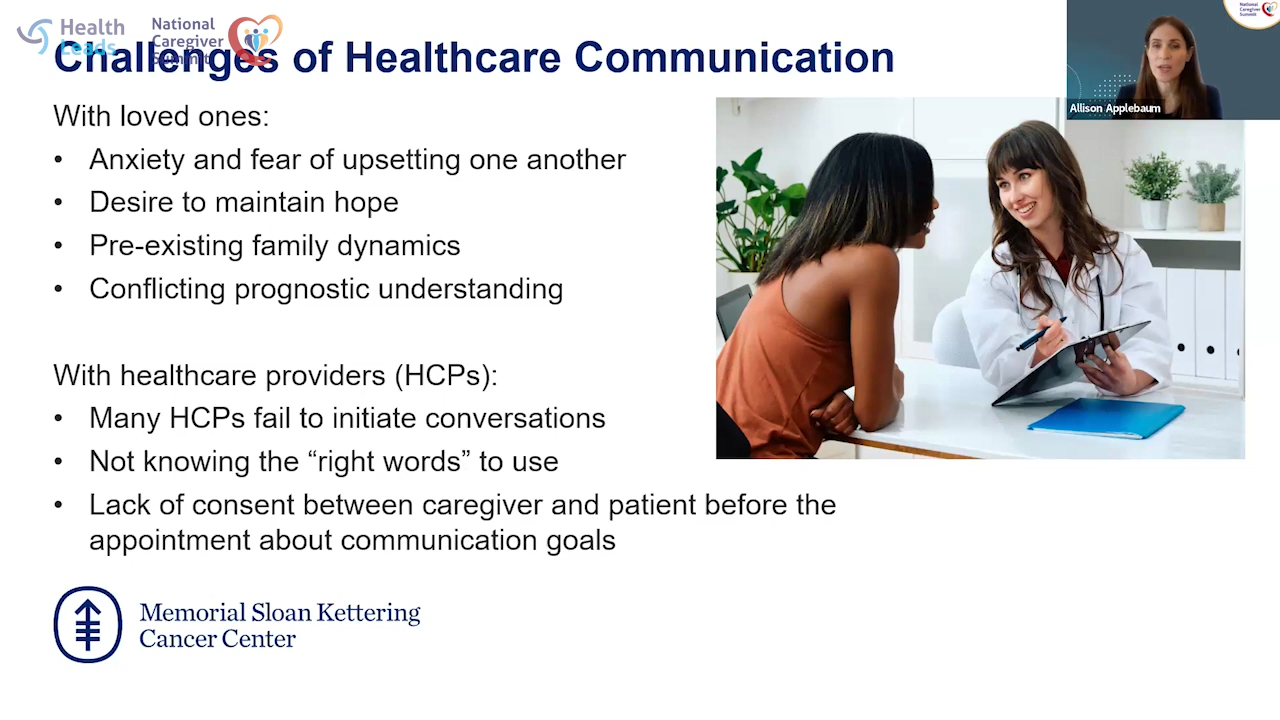 Health
Leads
National
Caregiver
Summit
National
Caregiver
Summit
Challenges of Healthcare Communication
Allison Applebaum
With loved ones:
• Anxiety and fear of upsetting one another
• Desire to maintain hope
• Pre-existing family dynamics
• Conflicting prognostic understanding
With healthcare providers (HCPs):
• Many HCPs fail to initiate conversations
• Not knowing the “right words” to use
• Lack of consent between caregiver and patient before the
appointment about communication goals
Memorial Sloan Kettering
Cancer Center